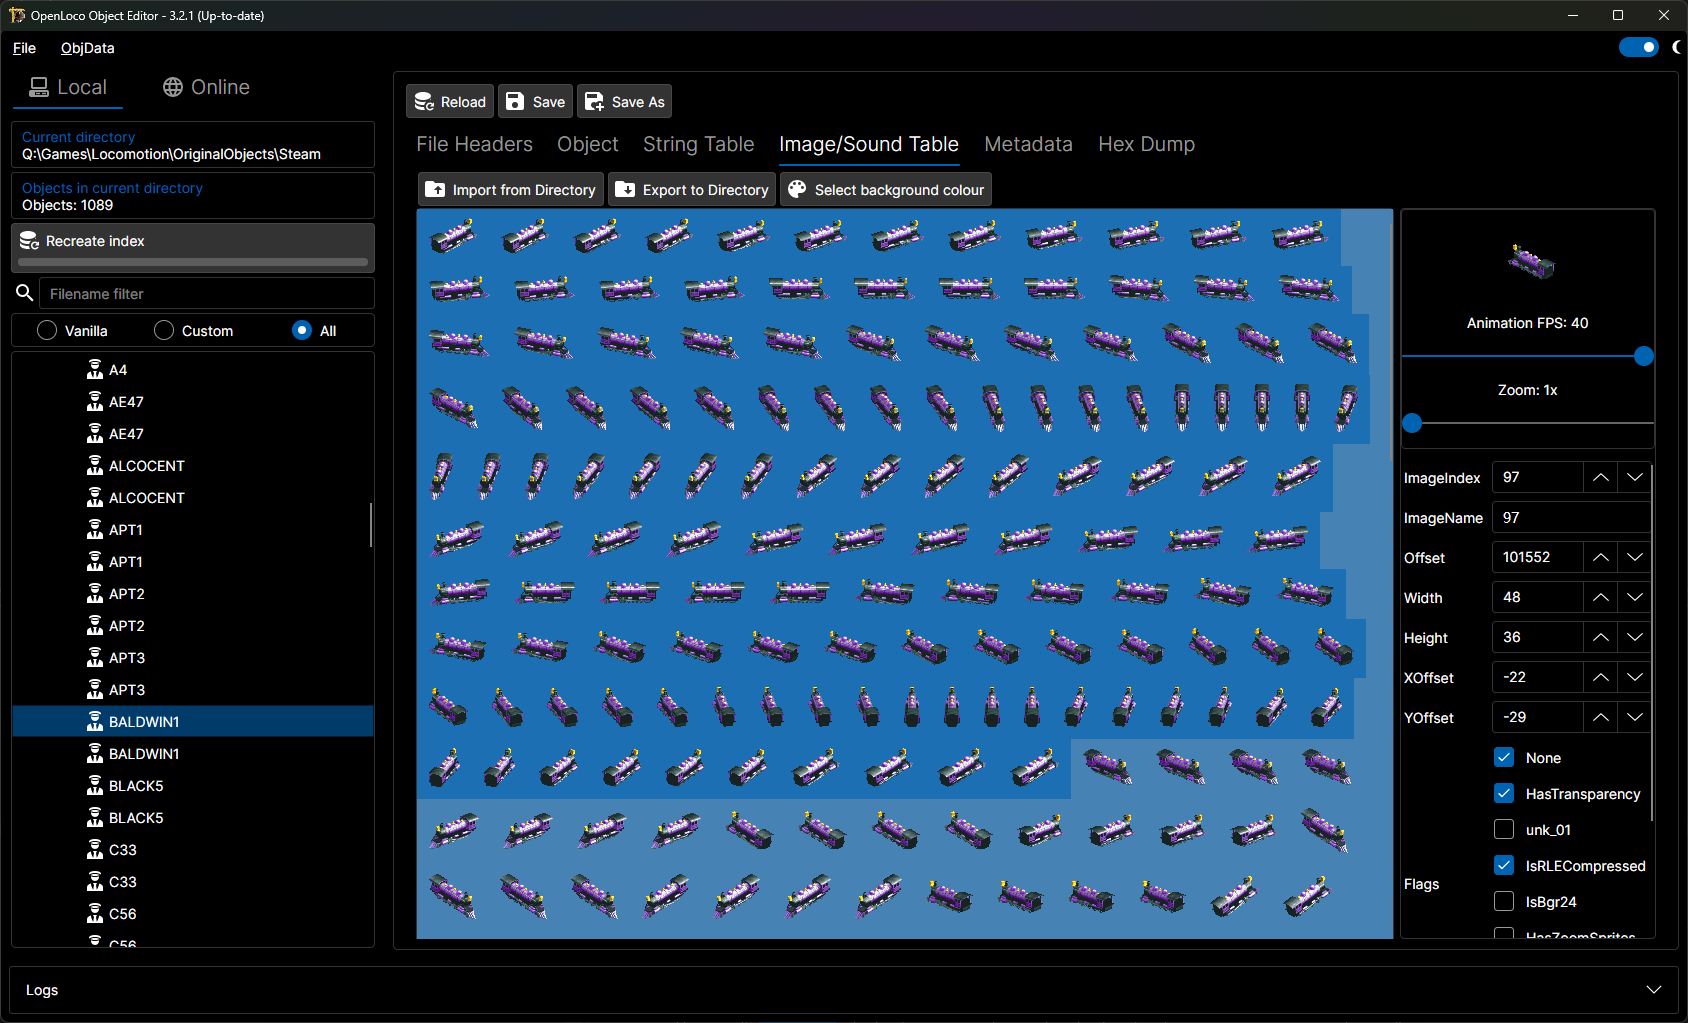 OpenLoco Object Editor - 3.2.1 (Up-to-date)
File ObjData
Local Online
Current directory
Q:\Games\Locomotion\OriginalObjects\Steam
Objects in current directory
Objects: 1089
Recreate index
Filename filter
Vanilla Custom All
A4
AE47
AE47
ALCOCENT
ALCOCENT
APT1
APT1
APT2
APT2
APT3
APT3
BALDWIN1
BALDWIN1
BLACK5
BLACK5
C33
C33
C56
C56
Reload Save Save As
File Headers Object String Table Image/Sound Table Metadata Hex Dump
Import from Directory Export to Directory Select background colour
Animation FPS: 40
Zoom: 1x
ImageIndex 97
ImageName 97
Offset 101552
Width 48
Height 36
XOffset -22
YOffset -29
Flags
None
HasTransparency
unk_01
IsRLECompressed
IsBgr24
HasZoomSprites
Logs